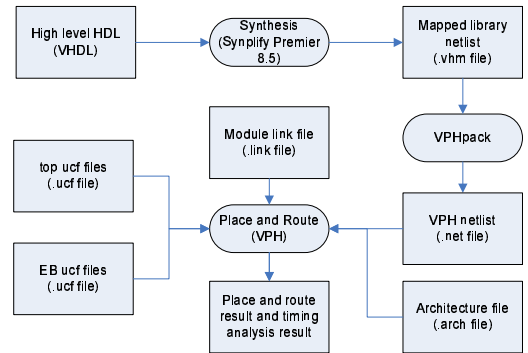 High level HDL
(VHDL)
Synthesis
(Synplify Premier
8.5)
Mapped library
netlist
(.vhm file)
Module link file
(.link file)
VPHpack
top ucf files
(.ucf file)
Place and Route
(VPH)
VPH netlist
(.net file)
EB ucf files
(.ucf file)
Place and route
result and timing
analysis result
Architecture file
(.arch file)